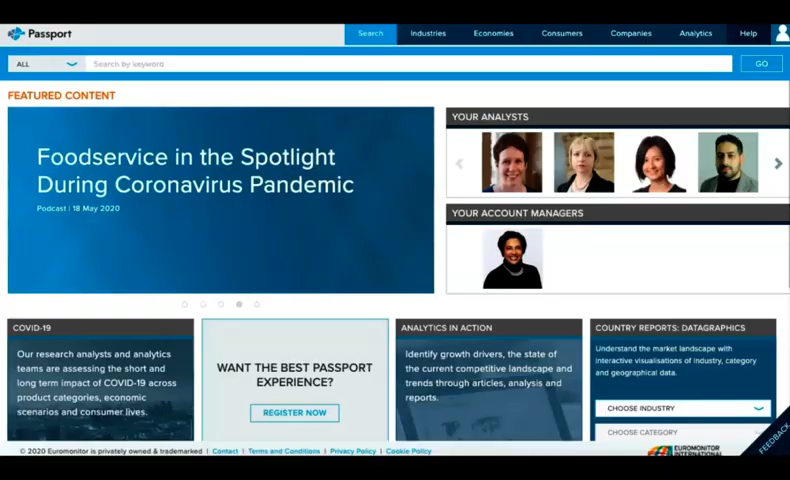 Passport
Search
Industries
Economies
Consumers
Companies
Analytics
Help
ALL
Search by keyword
GO
FEATURED CONTENT
Foodservice in the Spotlight
During Coronavirus Pandemic
Podcast | 18 May 2020
YOUR ANALYSTS
YOUR ACCOUNT MANAGERS
COVID-19
Our research analysts and analytics
teams are assessing the short and
long term impact of COVID-19 across
product categories, economic
scenarios and consumer lives.
WANT THE BEST PASSPORT
EXPERIENCE?
REGISTER NOW
ANALYTICS IN ACTION
Identify growth drivers, the state of
the current competitive landscape and
trends through articles, analysis and
reports.
COUNTRY REPORTS: DATAGRAPHICS
Understand the market landscape with
interactive visualisations of industry, category
and geographical data.
CHOOSE INDUSTRY
CHOOSE CATEGORY
FEEDBACK
© 2020 Euromonitor is privately owned & trademarked | Contact | Terms and Conditions | Privacy Policy | Cookie Policy
EUROMONITOR
INTERNATIONAL